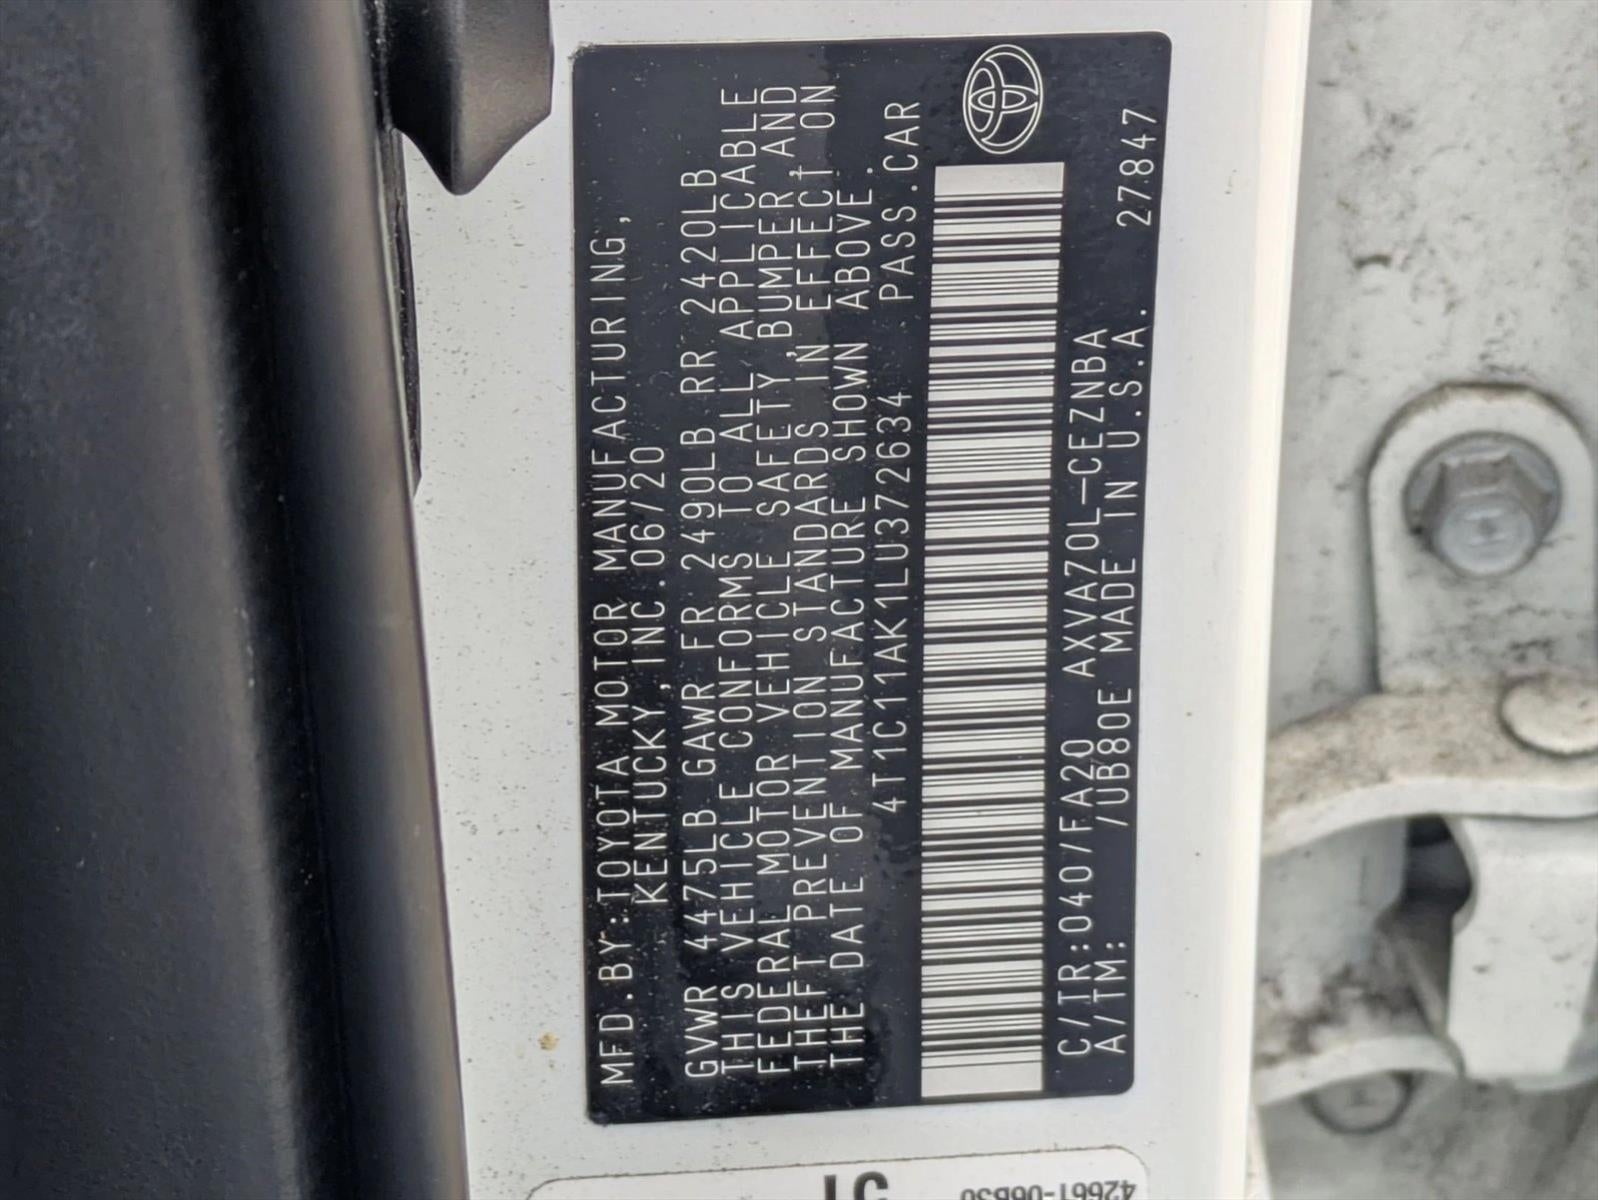 MFD.BY:TOYOTA MOTOR MANUFACTURING,
KENTUCKY,INC.06/20
GVWR 4475LB GAWR FR 2490LB RR 2420LB
THIS VEHICLE CONFORMS TO ALL APPLICABLE
FEDERAL MOTOR VEHICLE SAFETY,BUMPER,AND
THEFT PREVENTION STANDARDS IN EFFECT ON
THE DATE OF MANUFACTURE SHOWN ABOVE.
4T1C11AK1LU372634 PASS.CAR
C/TR:040/FA20 AXVA70L-CEZNBA 27847
A/TM: /UB80E MADE IN U.S.A.